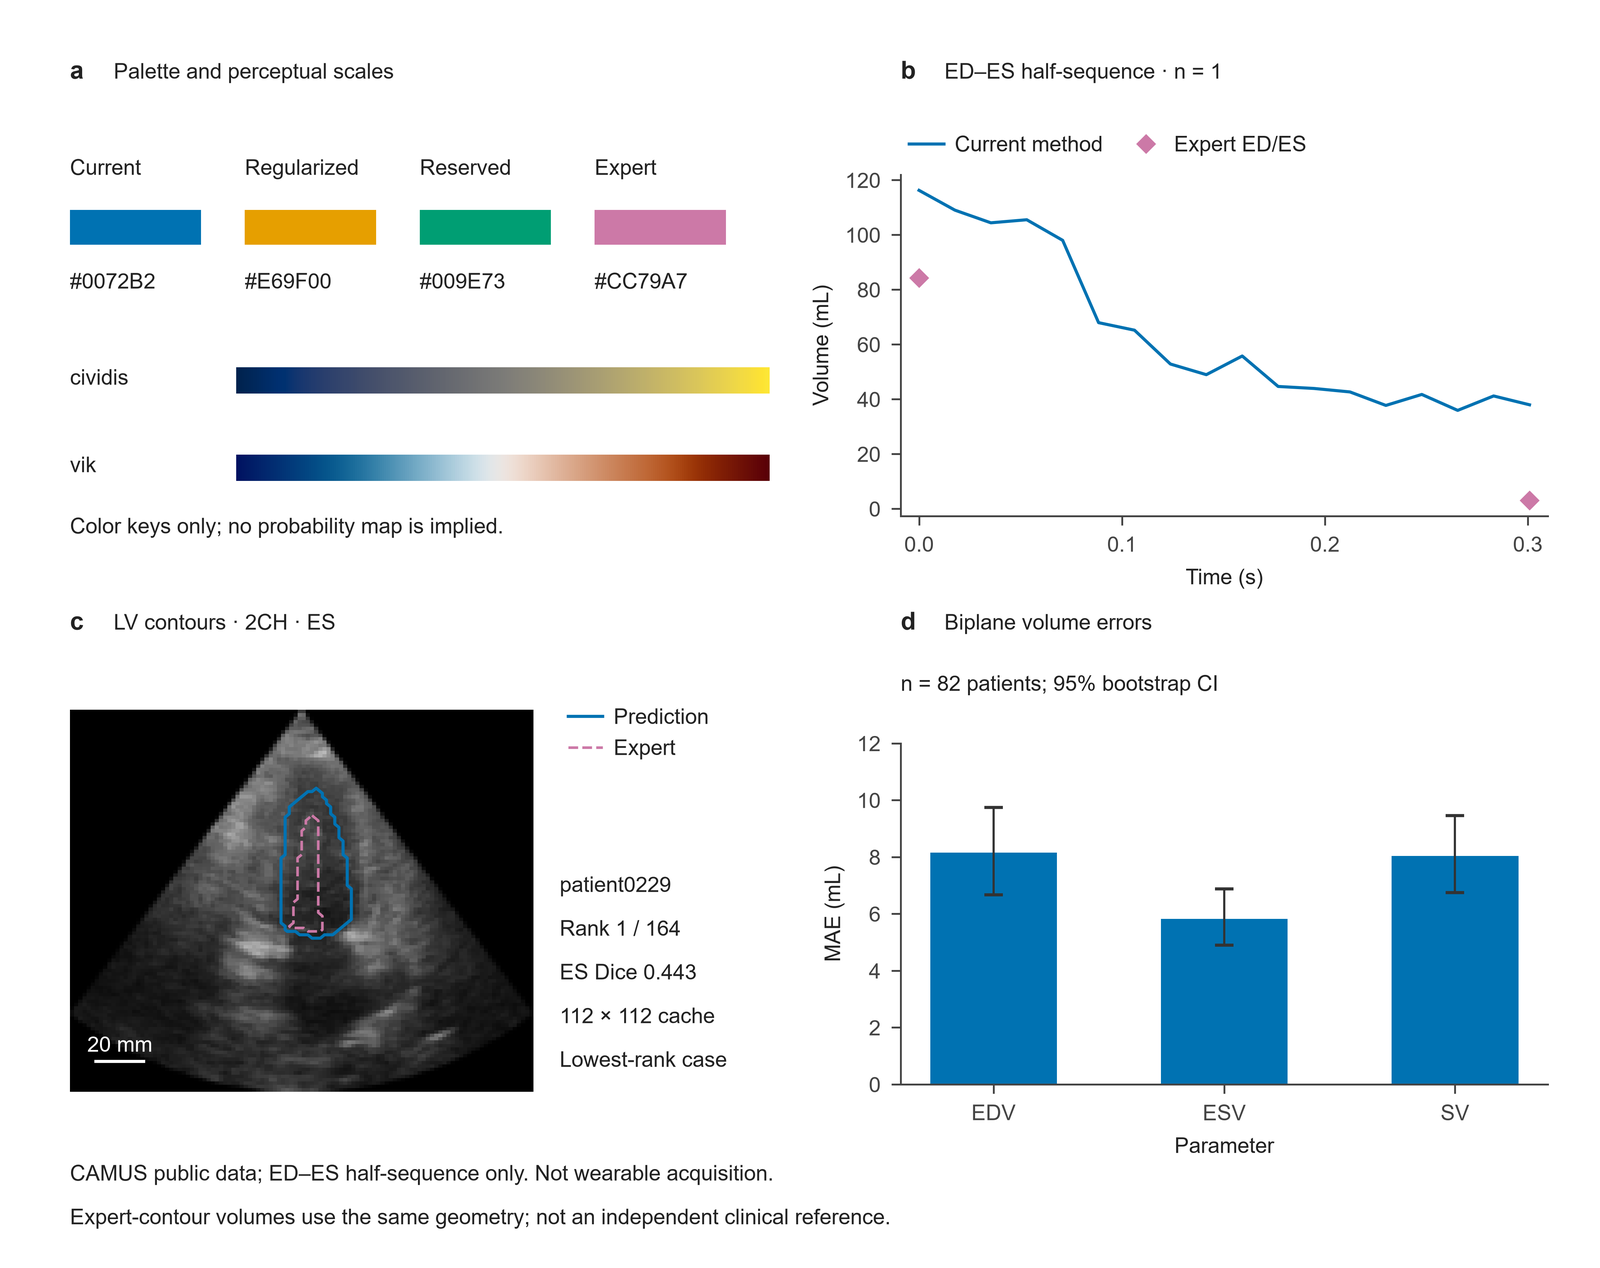 a Palette and perceptual scales
Current Regularized Reserved Expert
#0072B2 #E69F00 #009E73 #CC79A7
cividis
vik
Color keys only; no probability map is implied.
b ED–ES half-sequence · n = 1
Current method Expert ED/ES
Volume (mL)
120
100
80
60
40
20
0
0.0 0.1 0.2 0.3
Time (s)
c LV contours · 2CH · ES
Prediction
Expert
patient0229
Rank 1 / 164
ES Dice 0.443
112 × 112 cache
Lowest-rank case
20 mm
d Biplane volume errors
n = 82 patients; 95% bootstrap CI
MAE (mL)
12
10
8
6
4
2
0
EDV ESV SV
Parameter
CAMUS public data; ED–ES half-sequence only. Not wearable acquisition.
Expert-contour volumes use the same geometry; not an independent clinical reference.